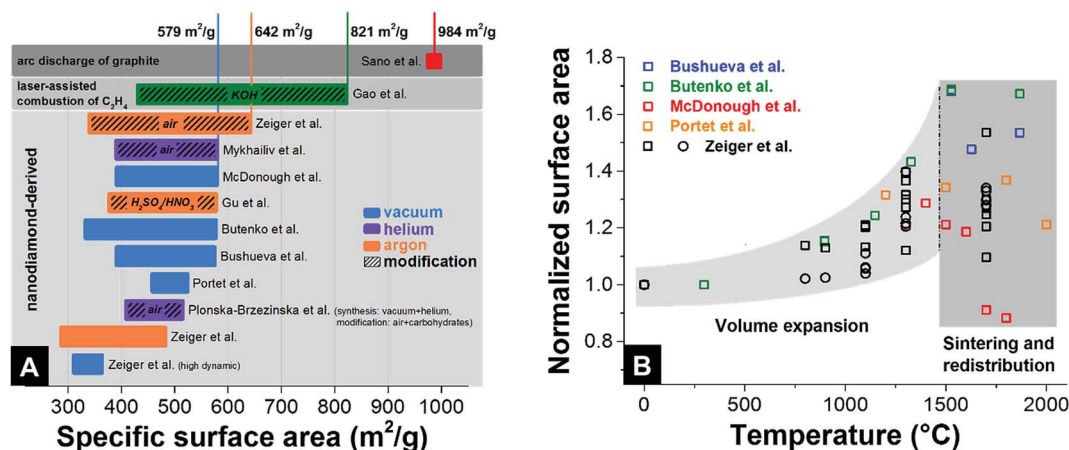 579 m²/g 642 m²/g 821 m²/g 984 m²/g
arc discharge of graphite
Sano et al.
laser-assisted
combustion of C₂H₄
KOH
Gao et al.
nanodiamond-derived
air
Zeiger et al.
air
Mykhailiv et al.
McDonough et al.
H₂SO₄/HNO₃
Gu et al.
Butenko et al.
Bushueva et al.
Portet et al.
air
Plonska-Brzezinska et al. (synthesis: vacuum+helium,
modification: air+carbohydrates)
Zeiger et al.
Zeiger et al. (high dynamic)
vacuum
helium
argon
modification
A
300 400 500 600 700 800 900 1000
Specific surface area (m²/g)
Normalized surface area
1.8
1.6
1.4
1.2
1.0
0.8
Bushueva et al.
Butenko et al.
McDonough et al.
Portet et al.
Zeiger et al.
Volume expansion
Sintering and
redistribution
B
0 500 1000 1500 2000
Temperature (°C)